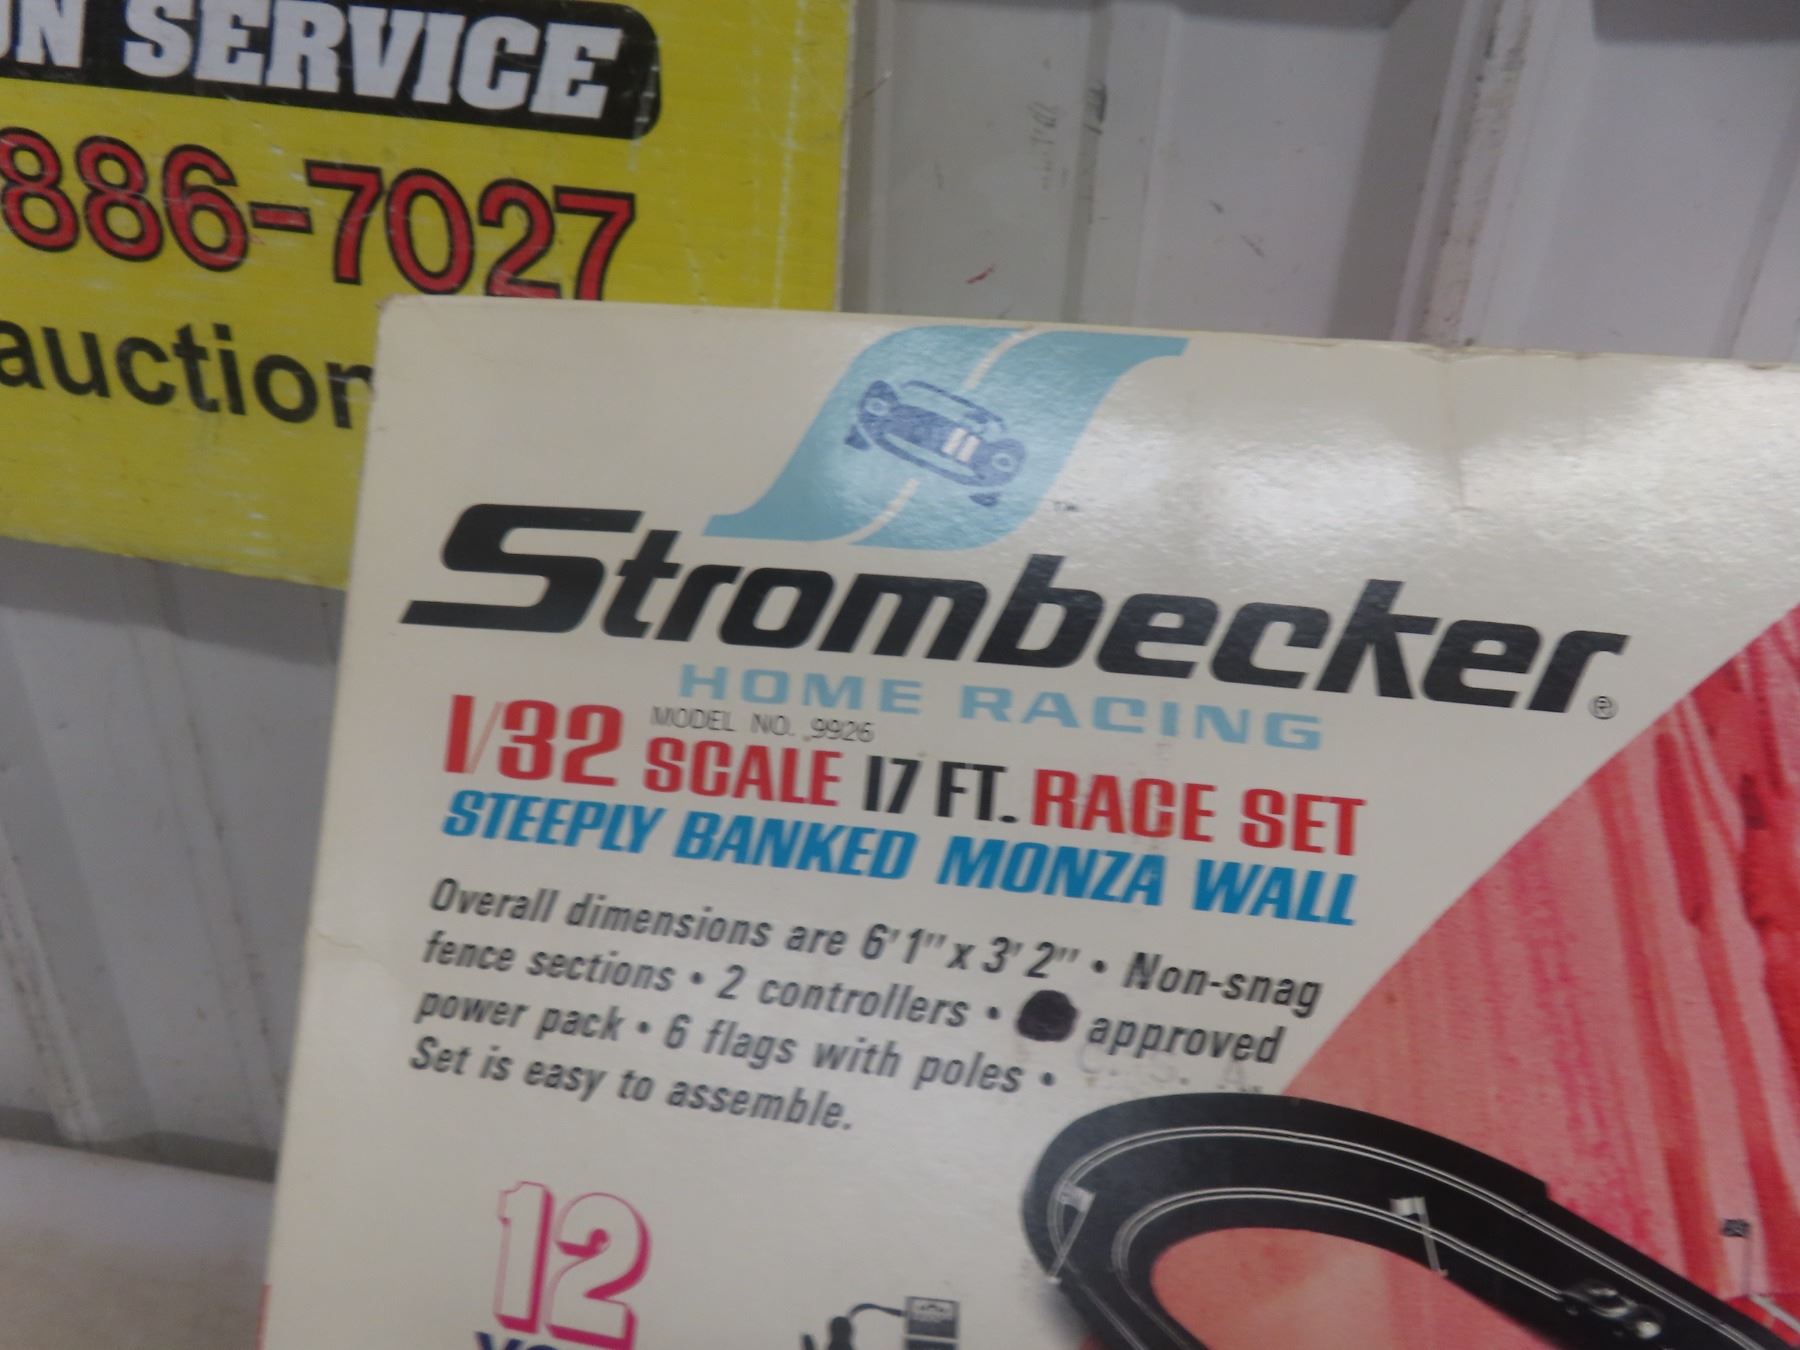 ON SERVICE
886-7027
auction
™
Strombecker®
HOME RACING
MODEL NO. 9926
1/32 SCALE 17 FT. RACE SET
STEEPLY BANKED MONZA WALL
Overall dimensions are 6' 1" x 3' 2" • Non-snag
fence sections • 2 controllers • approved
power pack • 6 flags with poles • C. S. A.
Set is easy to assemble.
12